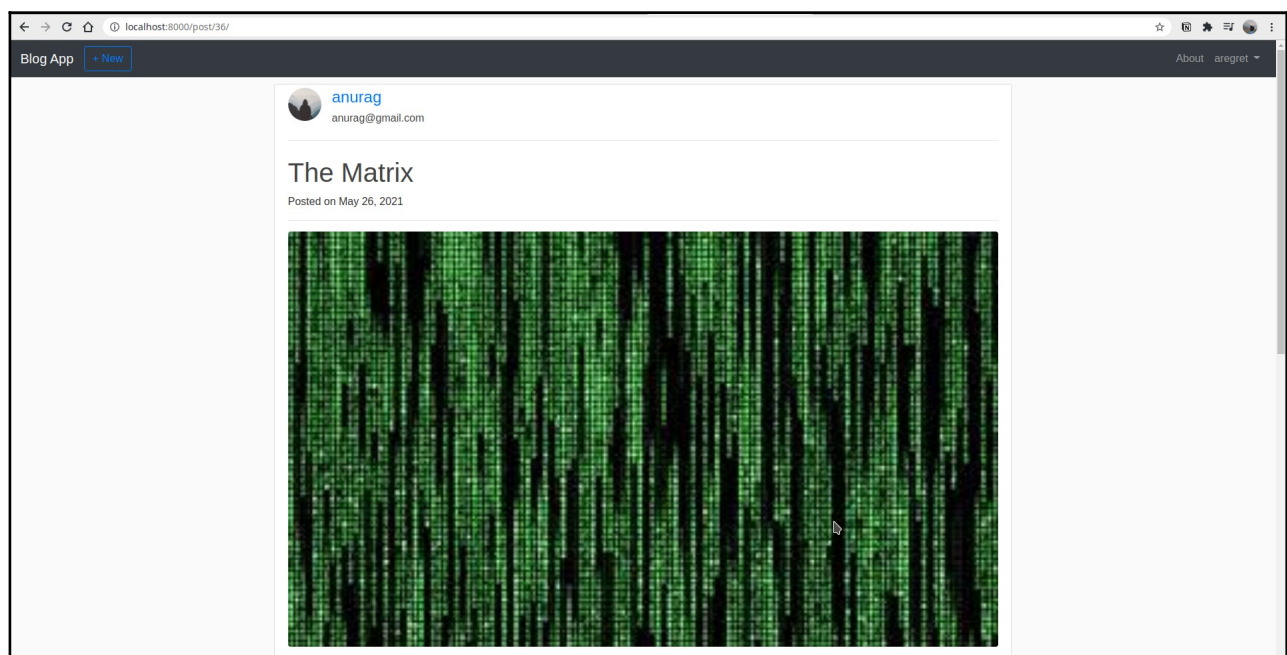 localhost:8000/post/36/
Blog App + New About aregret
anurag
anurag@gmail.com
The Matrix
Posted on May 26, 2021